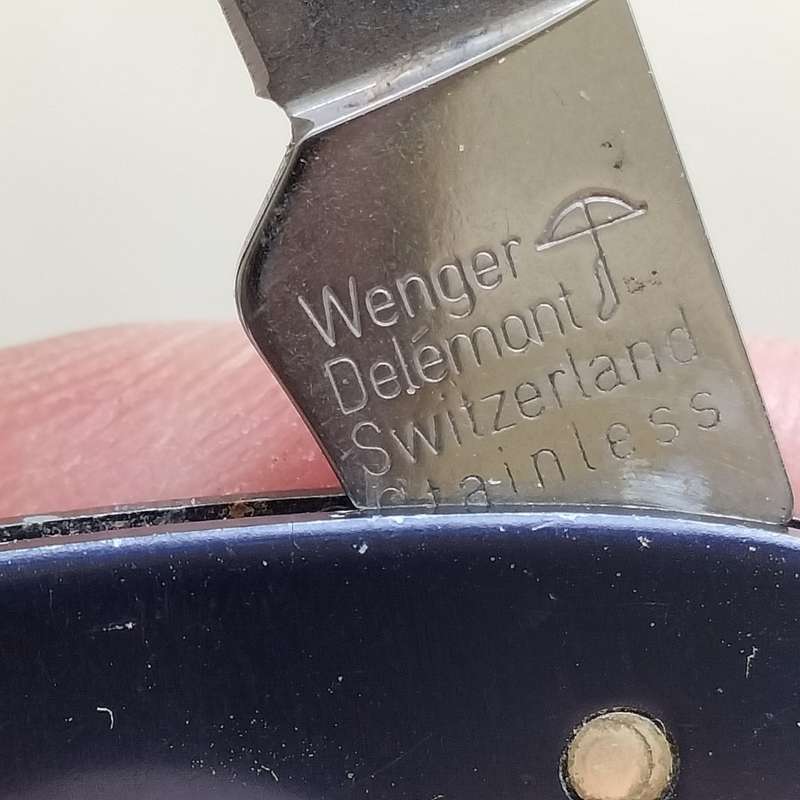 Wenger
Delémont
Switzerland
Stainless